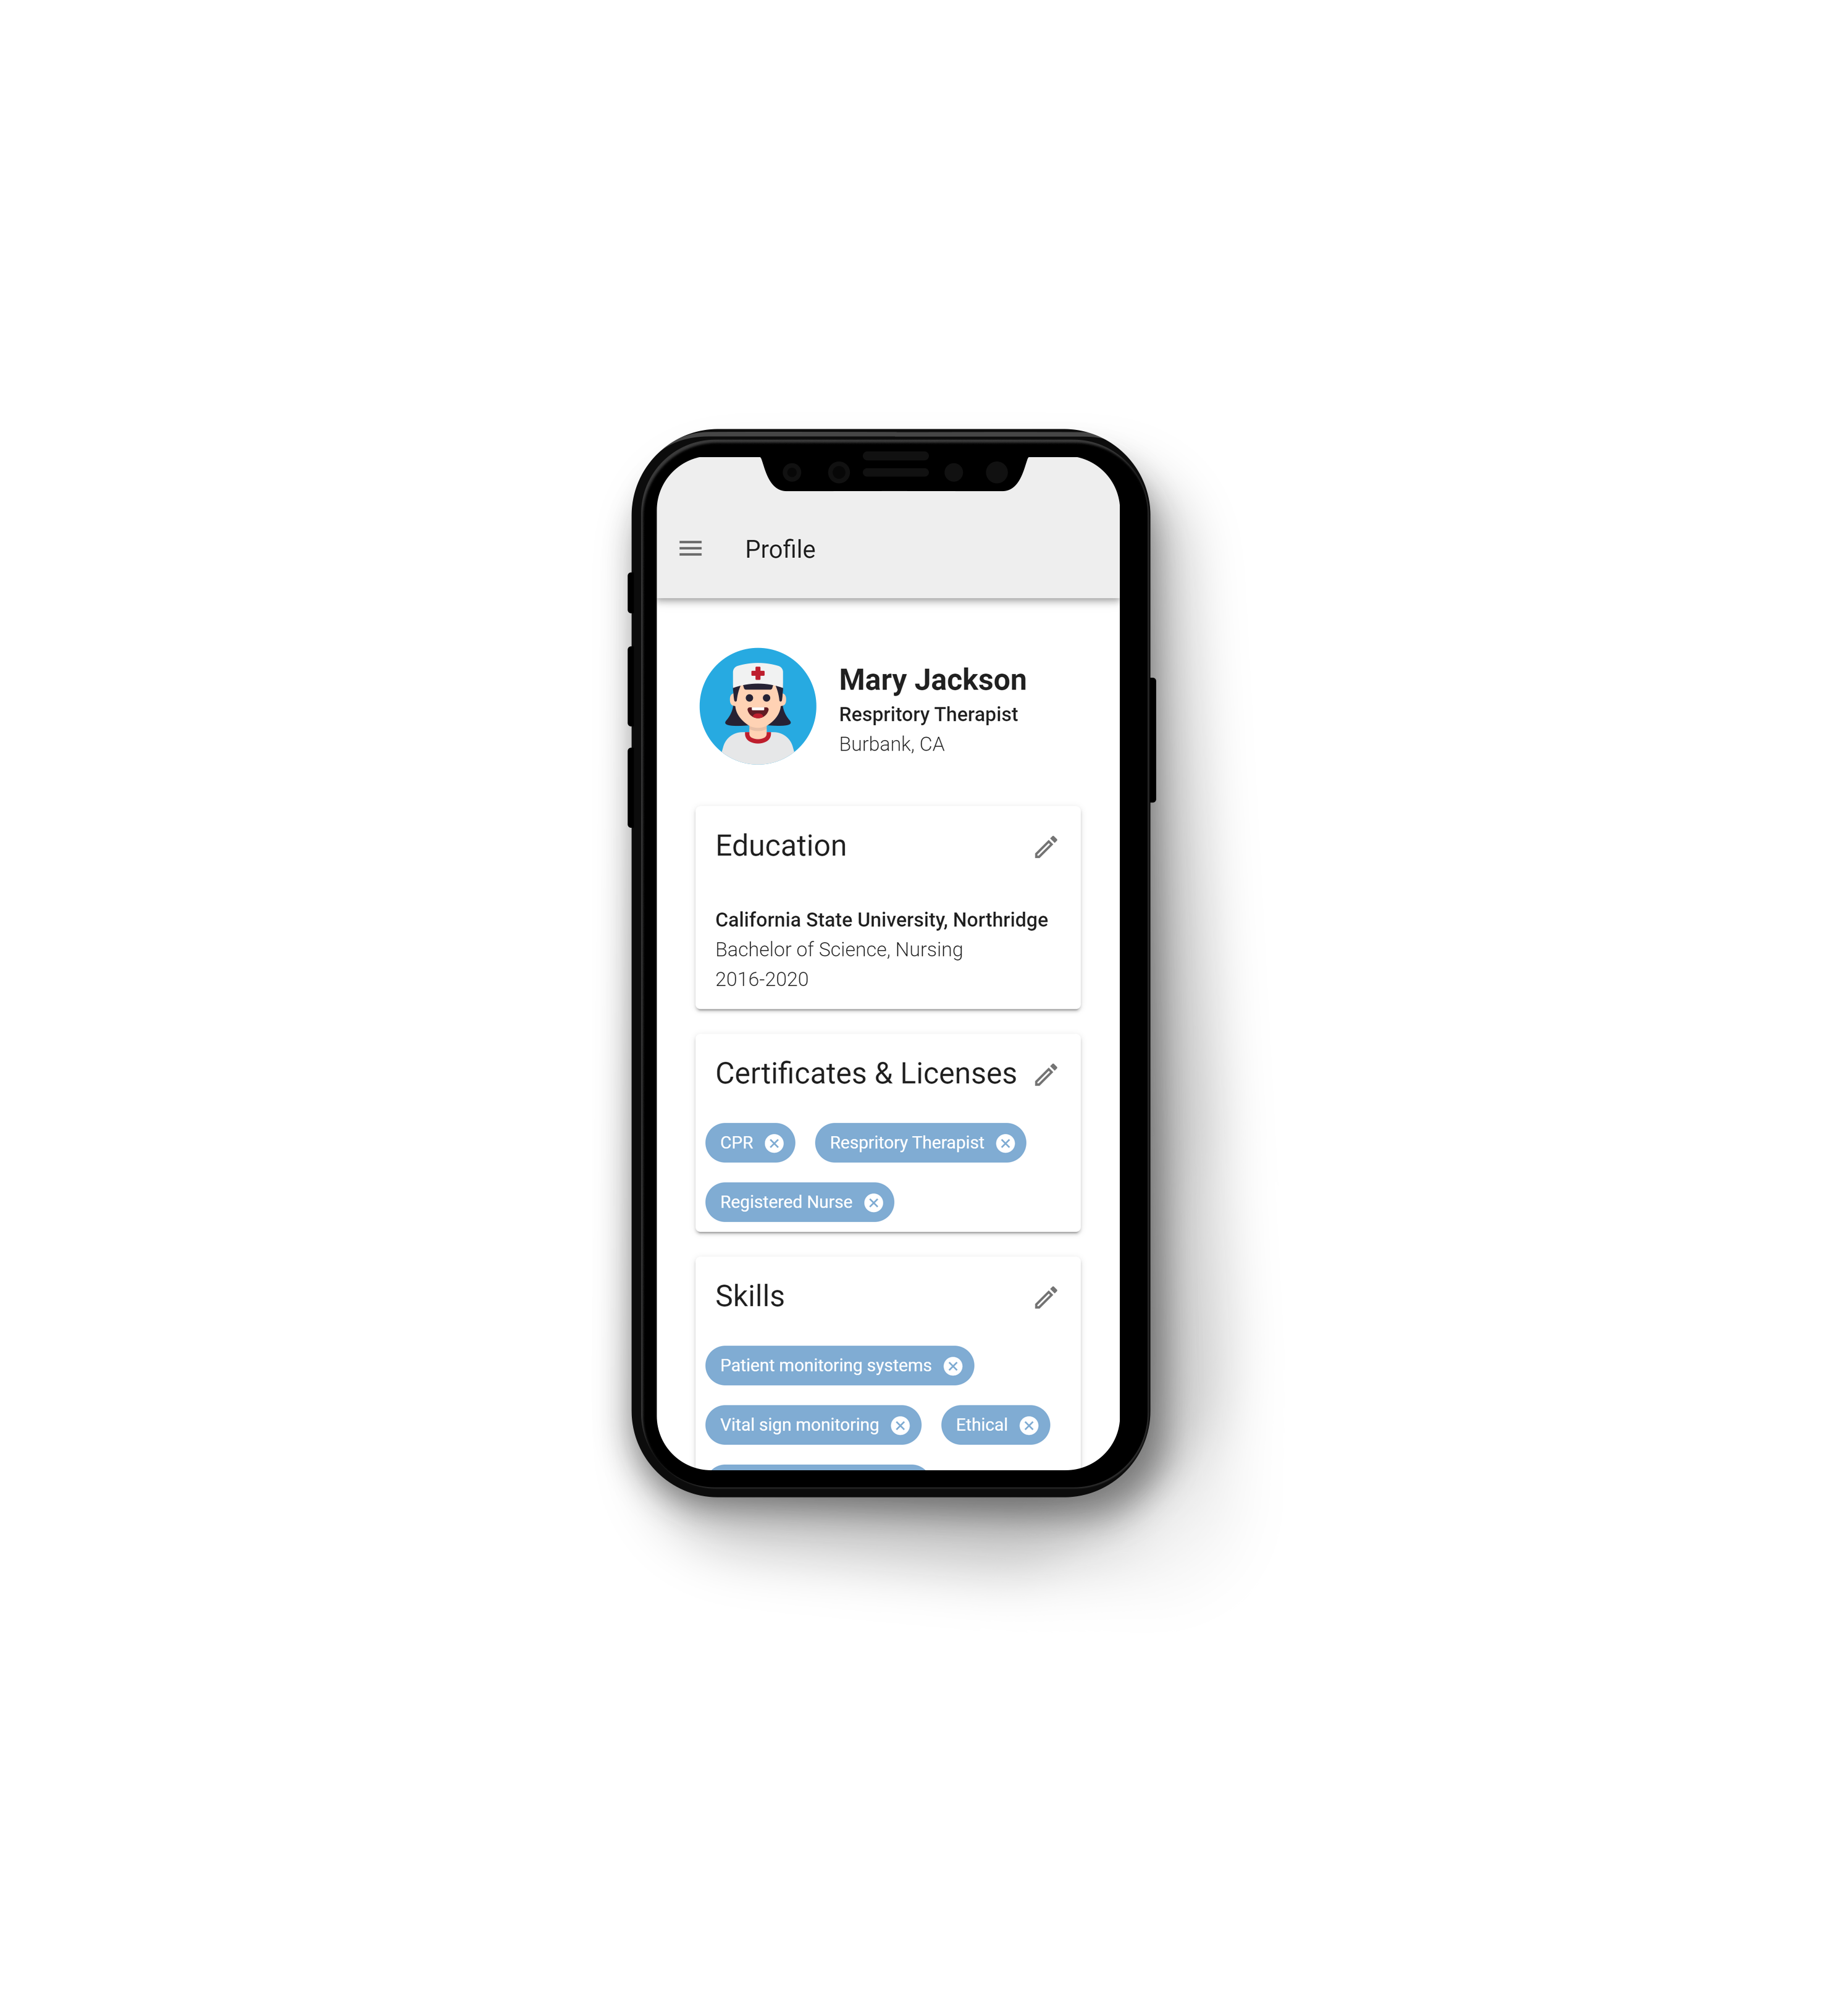 Profile
Mary Jackson
Respritory Therapist
Burbank, CA
Education
California State University, Northridge
Bachelor of Science, Nursing
2016-2020
Certificates & Licenses
CPR
Respritory Therapist
Registered Nurse
Skills
Patient monitoring systems
Vital sign monitoring
Ethical